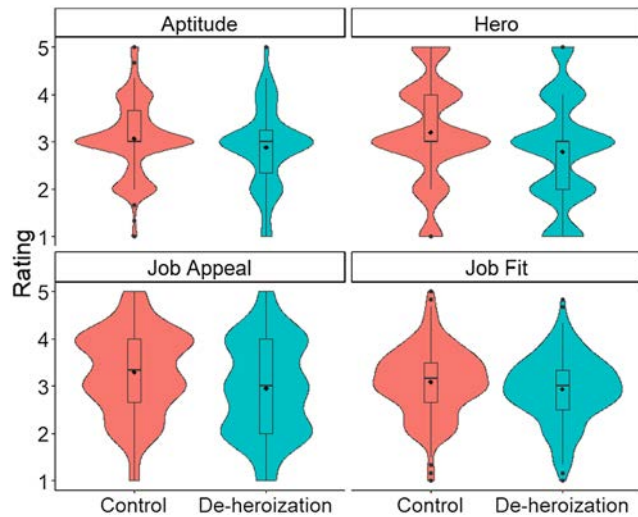 Aptitude
Hero
5
4
3
2
1
Job Appeal
Job Fit
5
4
3
2
1
Rating
Control
De-heroization
Control
De-heroization